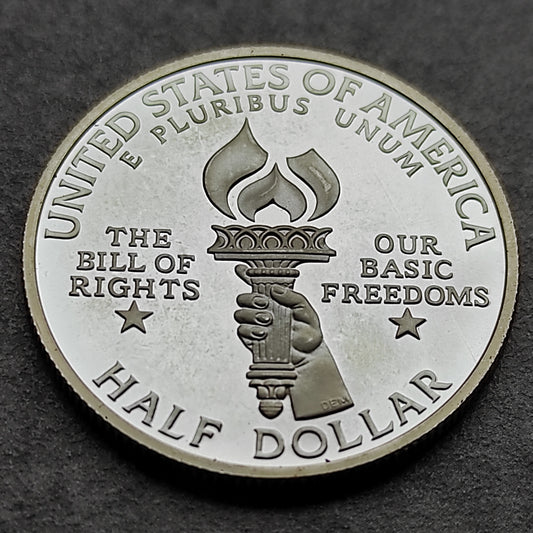 UNITED STATES OF AMERICA
E PLURIBUS UNUM
THE
BILL OF
RIGHTS
OUR
BASIC
FREEDOMS
HALF DOLLAR